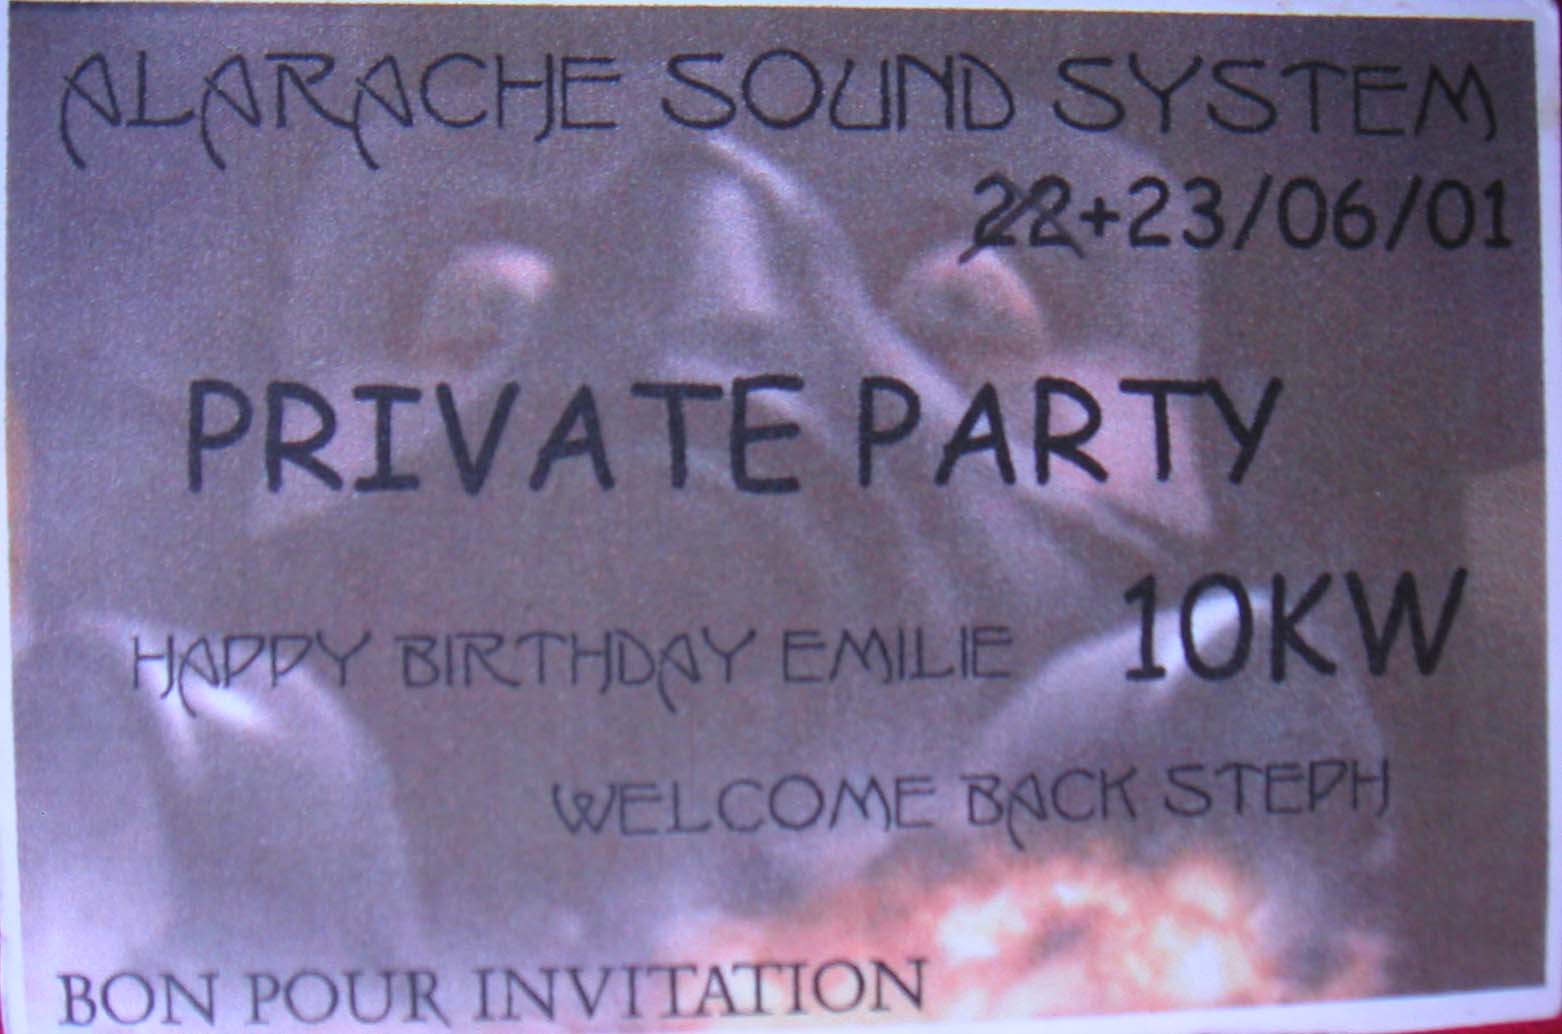 ALARACHE SOUND SYSTEM
22+23/06/01
PRIVATE PARTY
10KW
HAPPY BIRTHDAY EMILIE
WELCOME BACK STEPH
BON POUR INVITATION